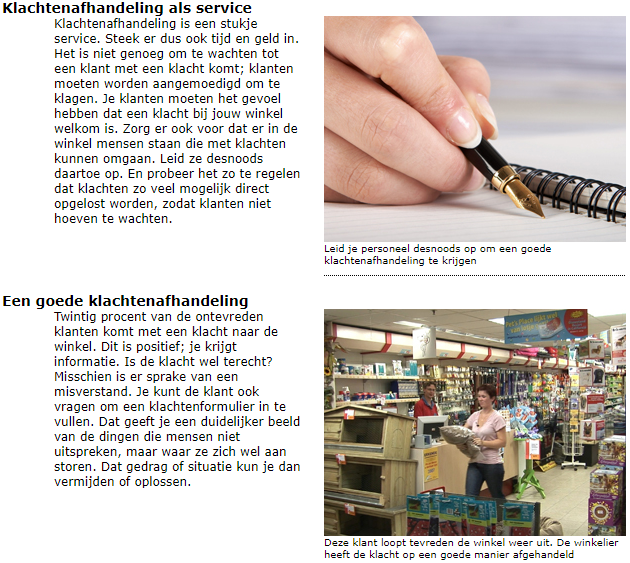 Klachtenafhandeling als service
Klachtenafhandeling is een stukje
service. Steek er dus ook tijd en geld in.
Het is niet genoeg om te wachten tot
een klant met een klacht komt; klanten
moeten worden aangemoedigd om te
klagen. Je klanten moeten het gevoel
hebben dat een klacht bij jouw winkel
welkom is. Zorg er ook voor dat er in de
winkel mensen staan die met klachten
kunnen omgaan. Leid ze desnoods
daartoe op. En probeer het zo te regelen
dat klachten zo veel mogelijk direct
opgelost worden, zodat klanten niet
hoeven te wachten.
Leid je personeel desnoods op om een goede
klachtenafhandeling te krijgen
Een goede klachtenafhandeling
Twintig procent van de ontevreden
klanten komt met een klacht naar de
winkel. Dit is positief; je krijgt
informatie. Is de klacht wel terecht?
Misschien is er sprake van een
misverstand. Je kunt de klant ook
vragen om een klachtenformulier in te
vullen. Dat geeft je een duidelijker beeld
van de dingen die mensen niet
uitspreken, maar waar ze zich wel aan
storen. Dat gedrag of situatie kun je dan
vermijden of oplossen.
Pet's Place
Deze klant loopt tevreden de winkel weer uit. De winkelier
heeft de klacht op een goede manier afgehandeld